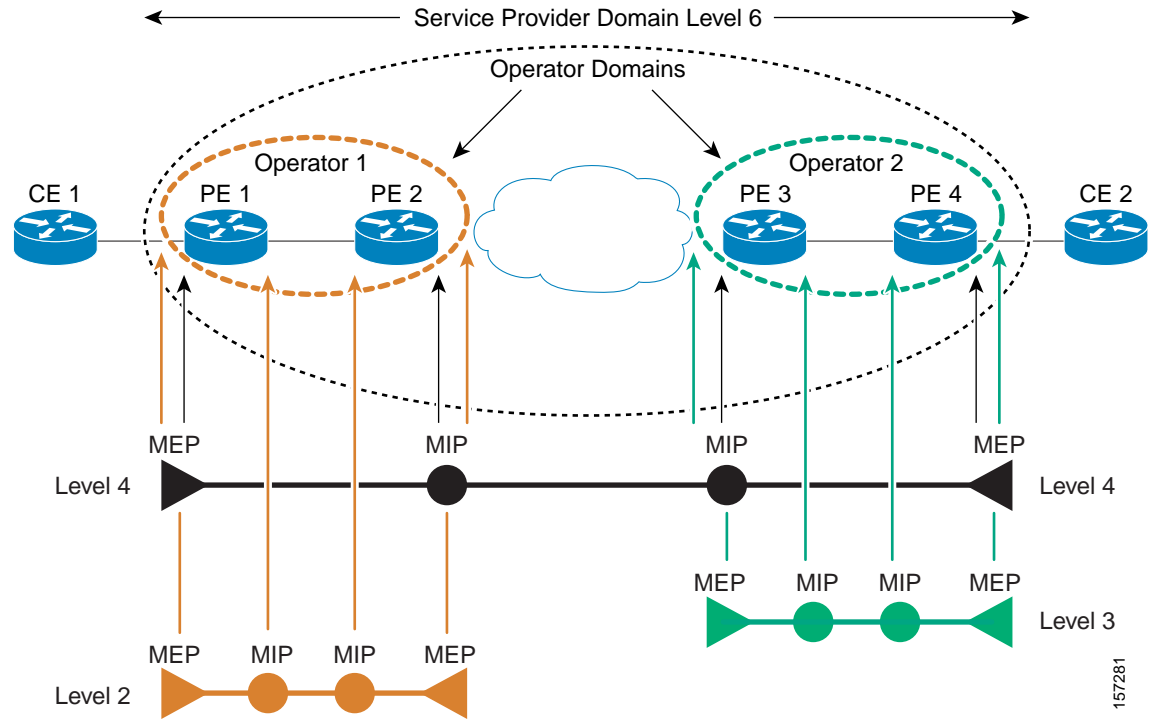 Service Provider Domain Level 6
Operator Domains
Operator 1
Operator 2
CE 1
PE 1
PE 2
PE 3
PE 4
CE 2
MEP
MIP
MIP
MEP
Level 4
Level 4
MEP
MIP
MIP
MEP
Level 3
MEP
MIP
MIP
MEP
Level 2
157281